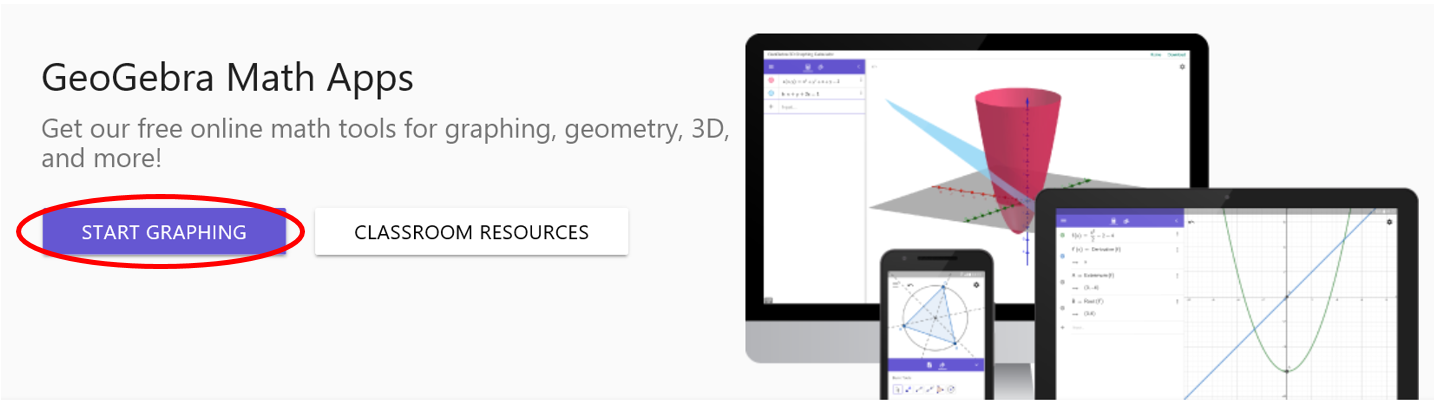 GeoGebra Math Apps
Get our free online math tools for graphing, geometry, 3D,
and more!
START GRAPHING
CLASSROOM RESOURCES